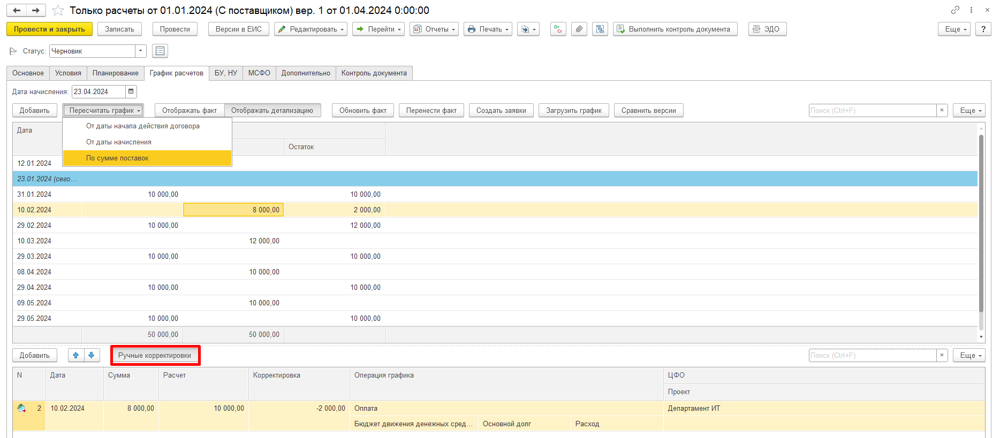 Только расчеты от 01.01.2024 (С поставщиком) вер. 1 от 01.04.2024 0:00:00
Провести и закрыть Записать Провести Версии в ЕИС Редактировать Перейти Отчеты Печать Dr Cr Выполнить контроль документа ЭДО Еще ?
Статус: Черновик
Основное Условия Планирование График расчетов БУ, НУ МСФО Дополнительно Контроль документа
Дата начисления: 23.04.2024
Добавить Пересчитать график Отображать факт Отображать детализацию Обновить факт Перенести факт Создать заявки Загрузить график Сравнить версии Поиск (Ctrl+F) × Еще
От даты начала действия договора
От даты начисления
По сумме поставок
Дата
Остаток
12.01.2024
23.01.2024 (сего…
31.01.2024 10 000,00 10 000,00
10.02.2024 8 000,00 2 000,00
29.02.2024 10 000,00 12 000,00
10.03.2024 12 000,00
29.03.2024 10 000,00 10 000,00
08.04.2024 10 000,00
29.04.2024 10 000,00 10 000,00
09.05.2024 10 000,00
29.05.2024 10 000,00 10 000,00
50 000,00 50 000,00
Добавить Ручные корректировки Поиск (Ctrl+F) × Еще
N Дата Сумма Расчет Корректировка Операция графика ЦФО
Проект
2 10.02.2024 8 000,00 10 000,00 -2 000,00 Оплата Департамент ИТ
Бюджет движения денежных сред… Основной долг Расход